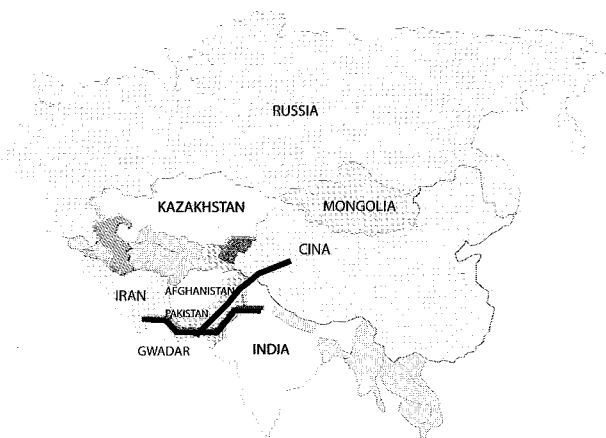 RUSSIA
KAZAKHSTAN
MONGOLIA
CINA
IRAN
AFGHANISTAN
PAKISTAN
GWADAR
INDIA